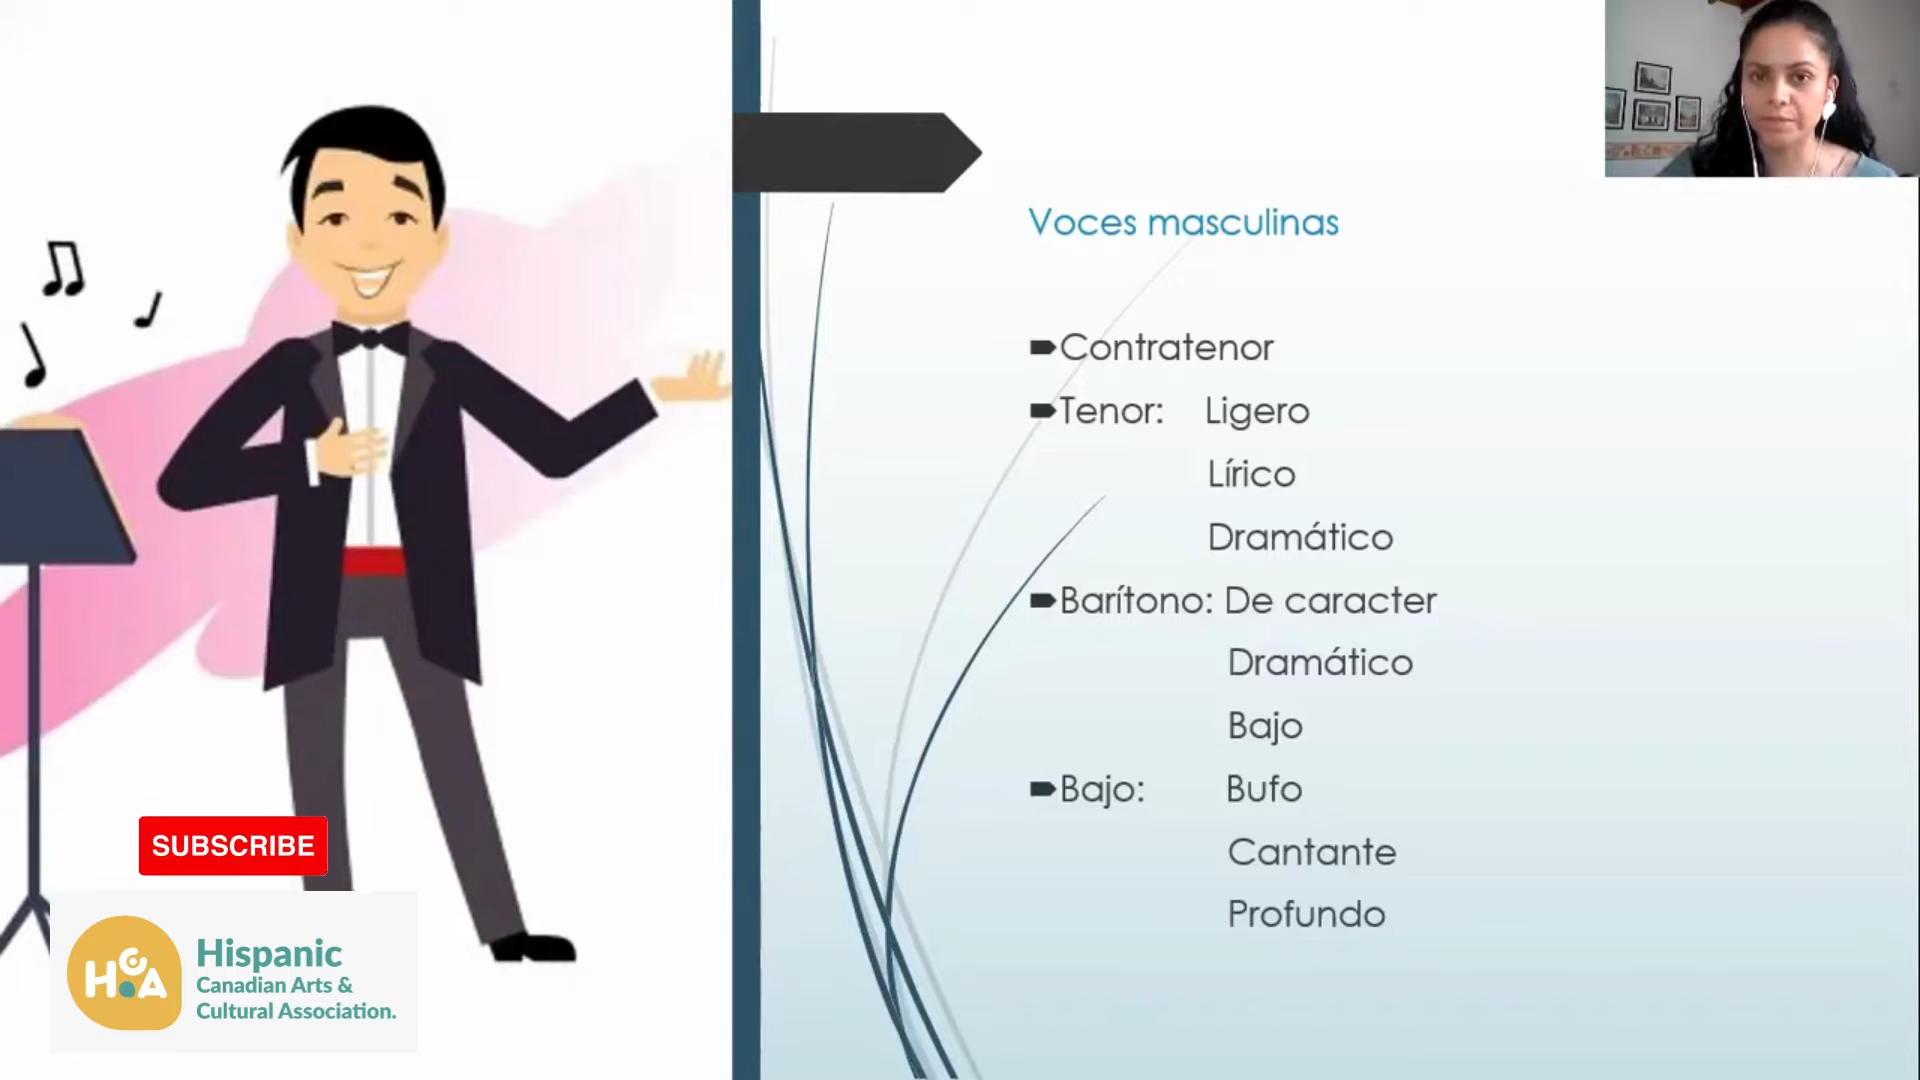 Voces masculinas
Contratenor
Tenor: Ligero
Lírico
Dramático
Barítono: De caracter
Dramático
Bajo
Bajo: Bufo
Cantante
Profundo
SUBSCRIBE
HCA
Hispanic
Canadian Arts &
Cultural Association.